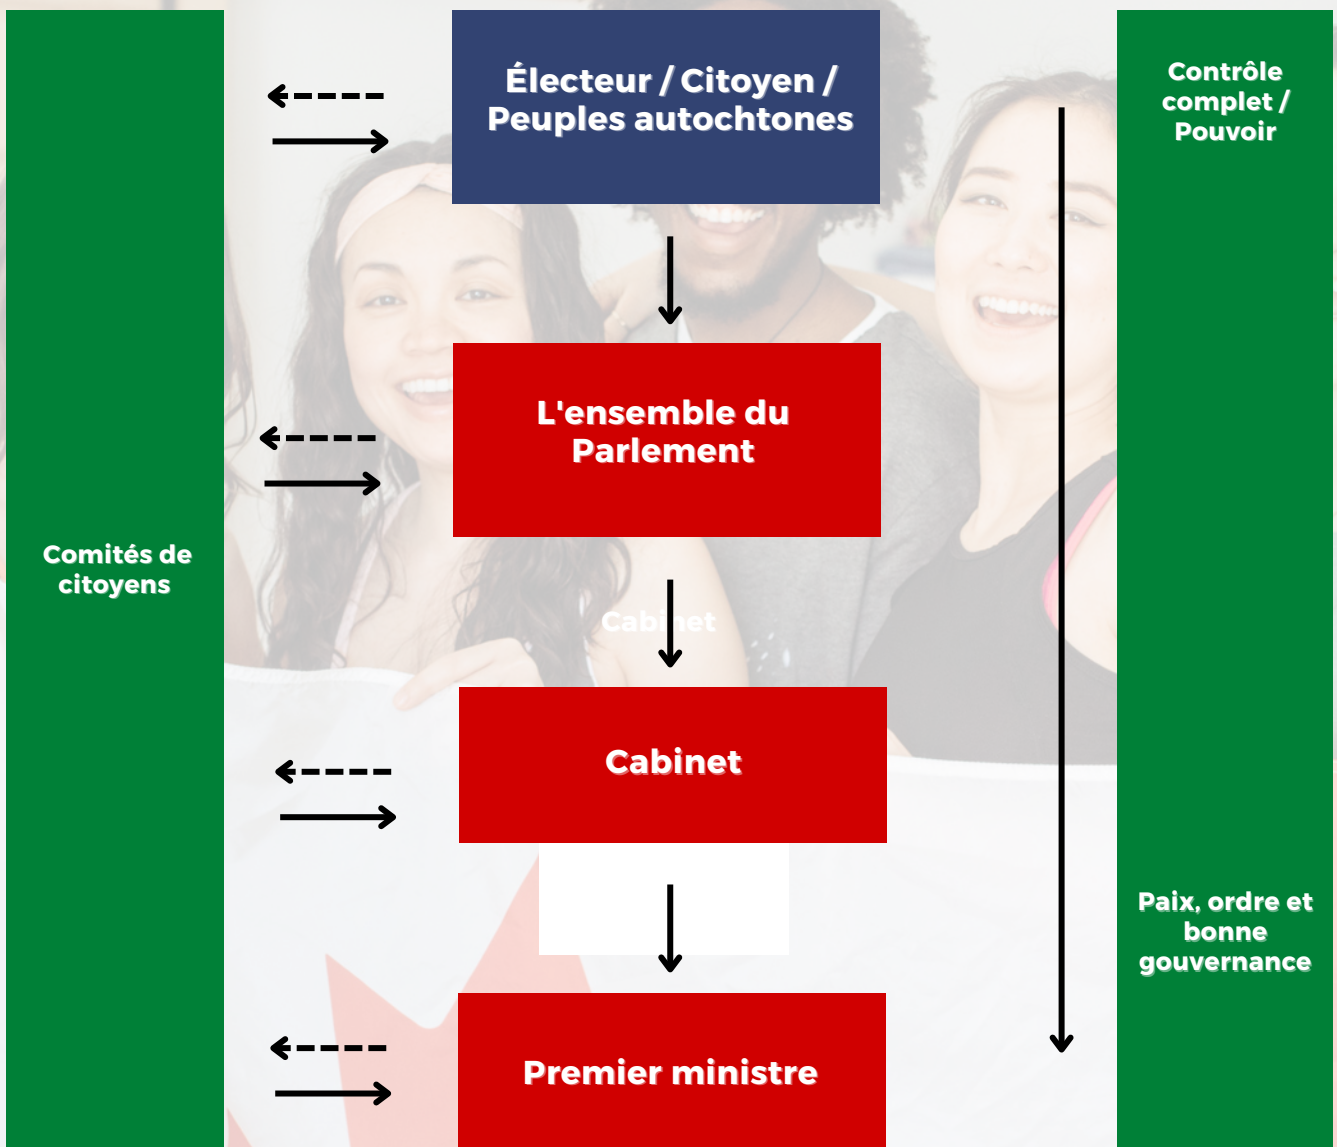 Électeur / Citoyen /
Peuples autochtones
Contrôle
complet /
Pouvoir
L'ensemble du
Parlement
Comités de
citoyens
Cabinet
Cabinet
Paix, ordre et
bonne
gouvernance
Premier ministre